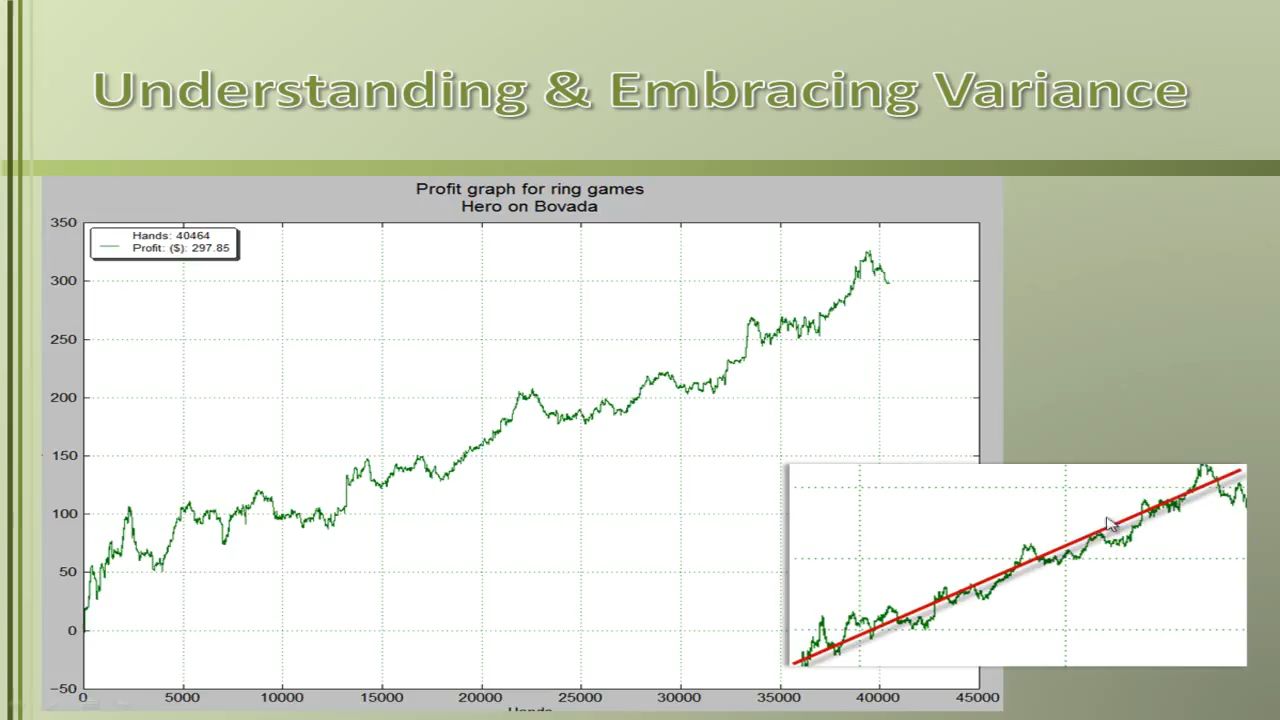 Understanding & Embracing Variance
Profit graph for ring games
Hero on Bovada
Hands: 40464
Profit: ($): 297.85
350
300
250
200
150
100
50
0
−50
0 5000 10000 15000 20000 25000 30000 35000 40000 45000
Hands